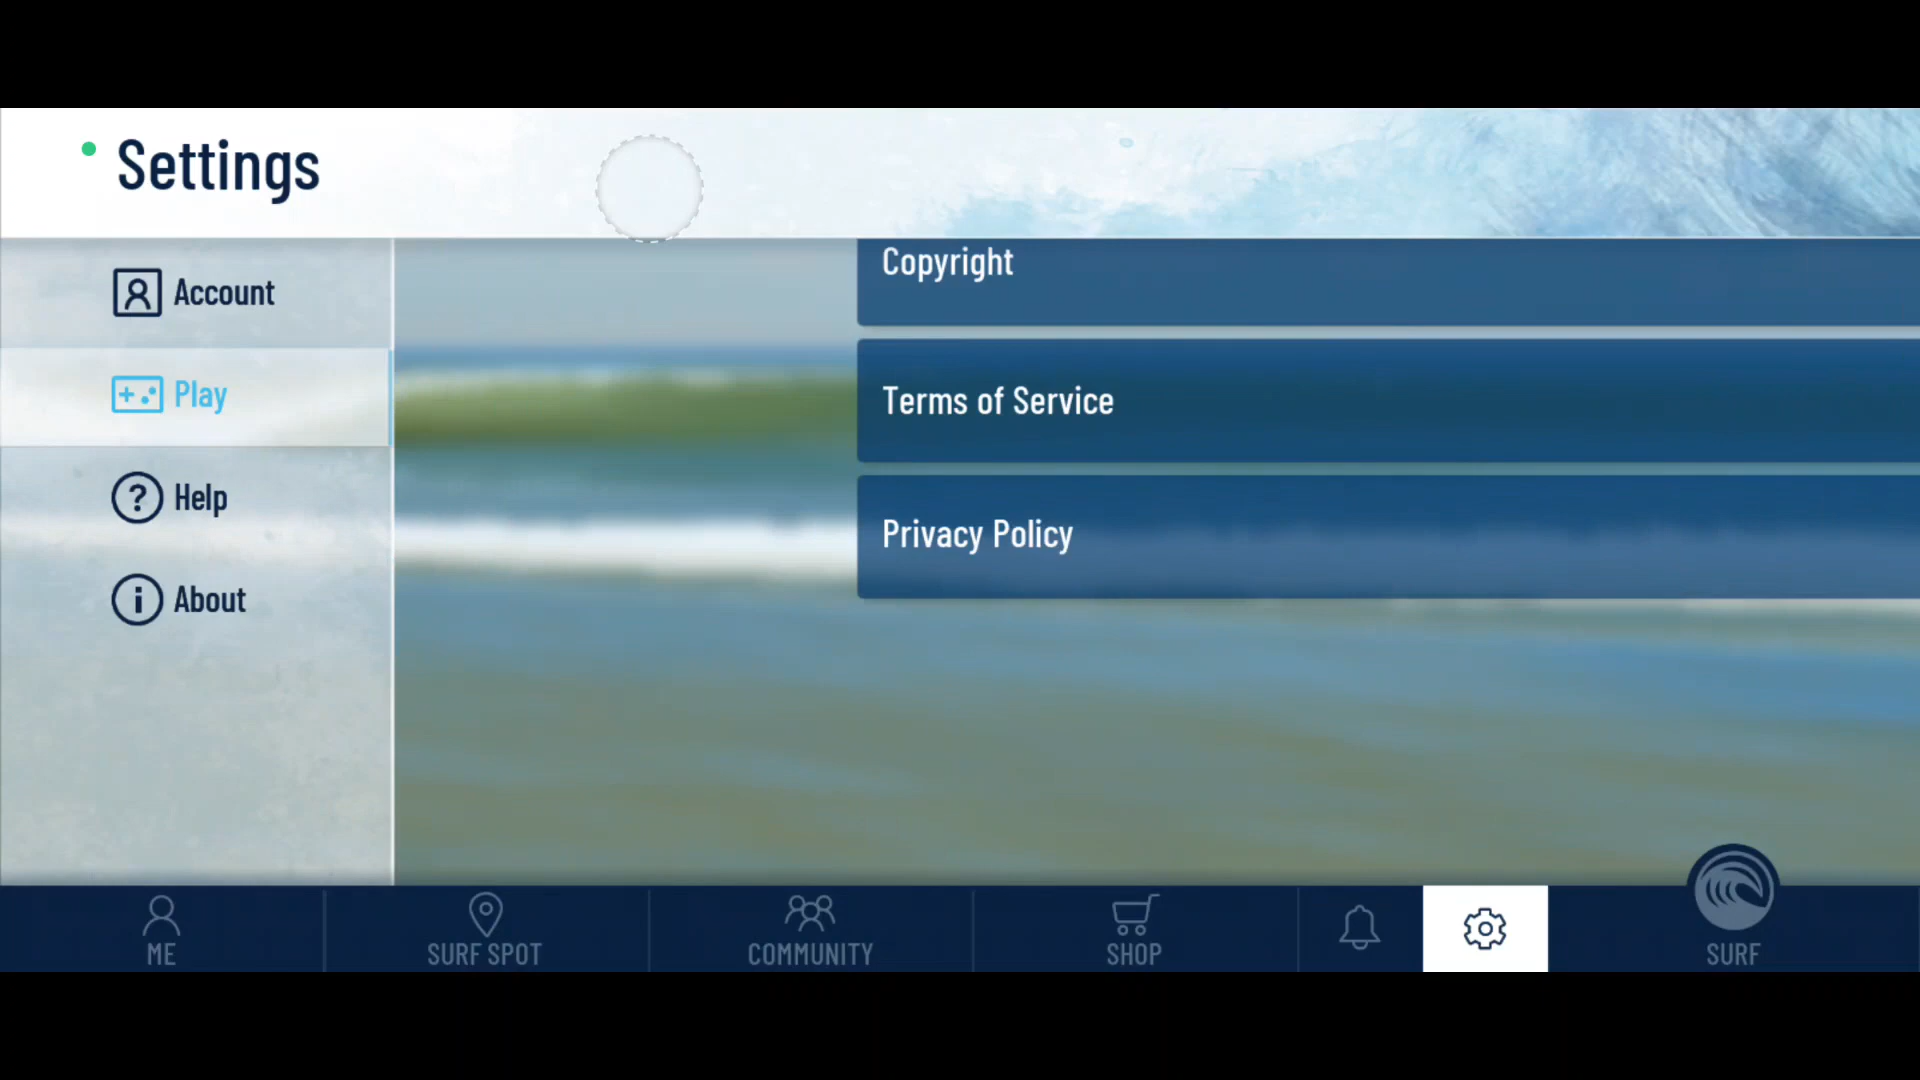 Settings
Account
Play
Help
About
Copyright
Terms of Service
Privacy Policy
ME
SURF SPOT
COMMUNITY
SHOP
SURF